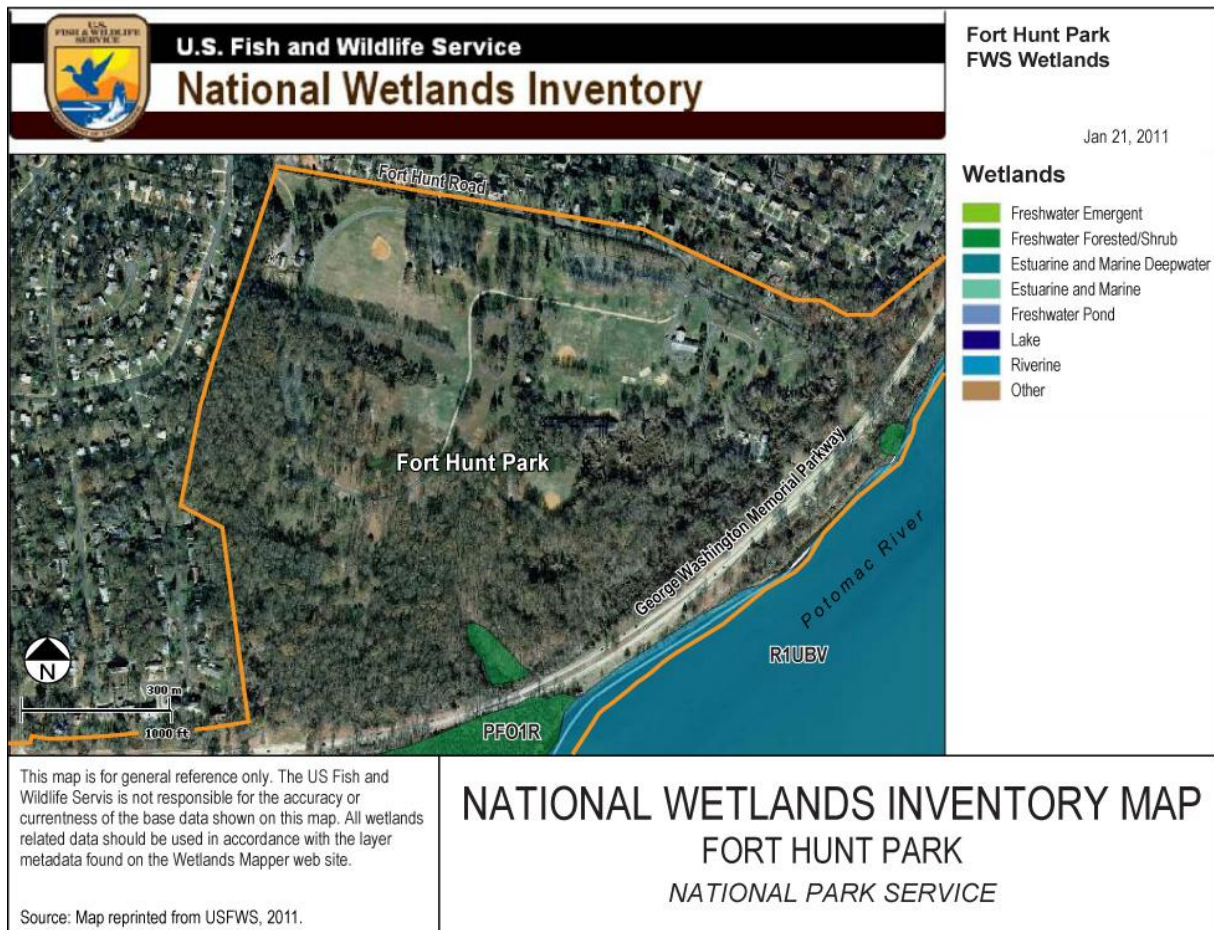 U.S.
FISH & WILDLIFE
SERVICE
U.S. Fish and Wildlife Service
National Wetlands Inventory
Fort Hunt Park
FWS Wetlands
Jan 21, 2011
Wetlands
Freshwater Emergent
Freshwater Forested/Shrub
Estuarine and Marine Deepwater
Estuarine and Marine
Freshwater Pond
Lake
Riverine
Other
Fort Hunt Road
Fort Hunt Park
George Washington Memorial Parkway
Potomac River
R1UBV
PFO1R
N
300 m
1000 ft
This map is for general reference only. The US Fish and
Wildlife Servis is not responsible for the accuracy or
currentness of the base data shown on this map. All wetlands
related data should be used in accordance with the layer
metadata found on the Wetlands Mapper web site.
Source: Map reprinted from USFWS, 2011.
NATIONAL WETLANDS INVENTORY MAP
FORT HUNT PARK
NATIONAL PARK SERVICE